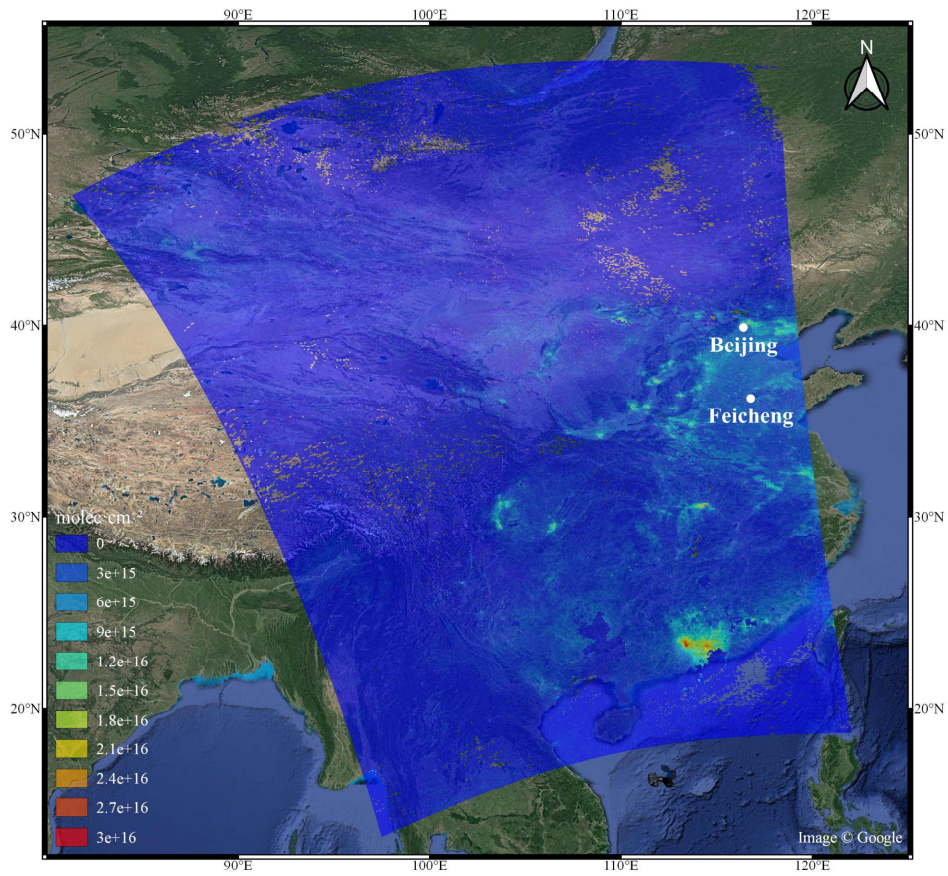 90°E 100°E 110°E 120°E
N
50°N 50°N
40°N 40°N
Beijing
Feicheng
30°N 30°N
molec cm⁻²
0
3e+15
6e+15
9e+15
1.2e+16
1.5e+16
1.8e+16
2.1e+16
2.4e+16
2.7e+16
3e+16
20°N 20°N
Image © Google
90°E 100°E 110°E 120°E